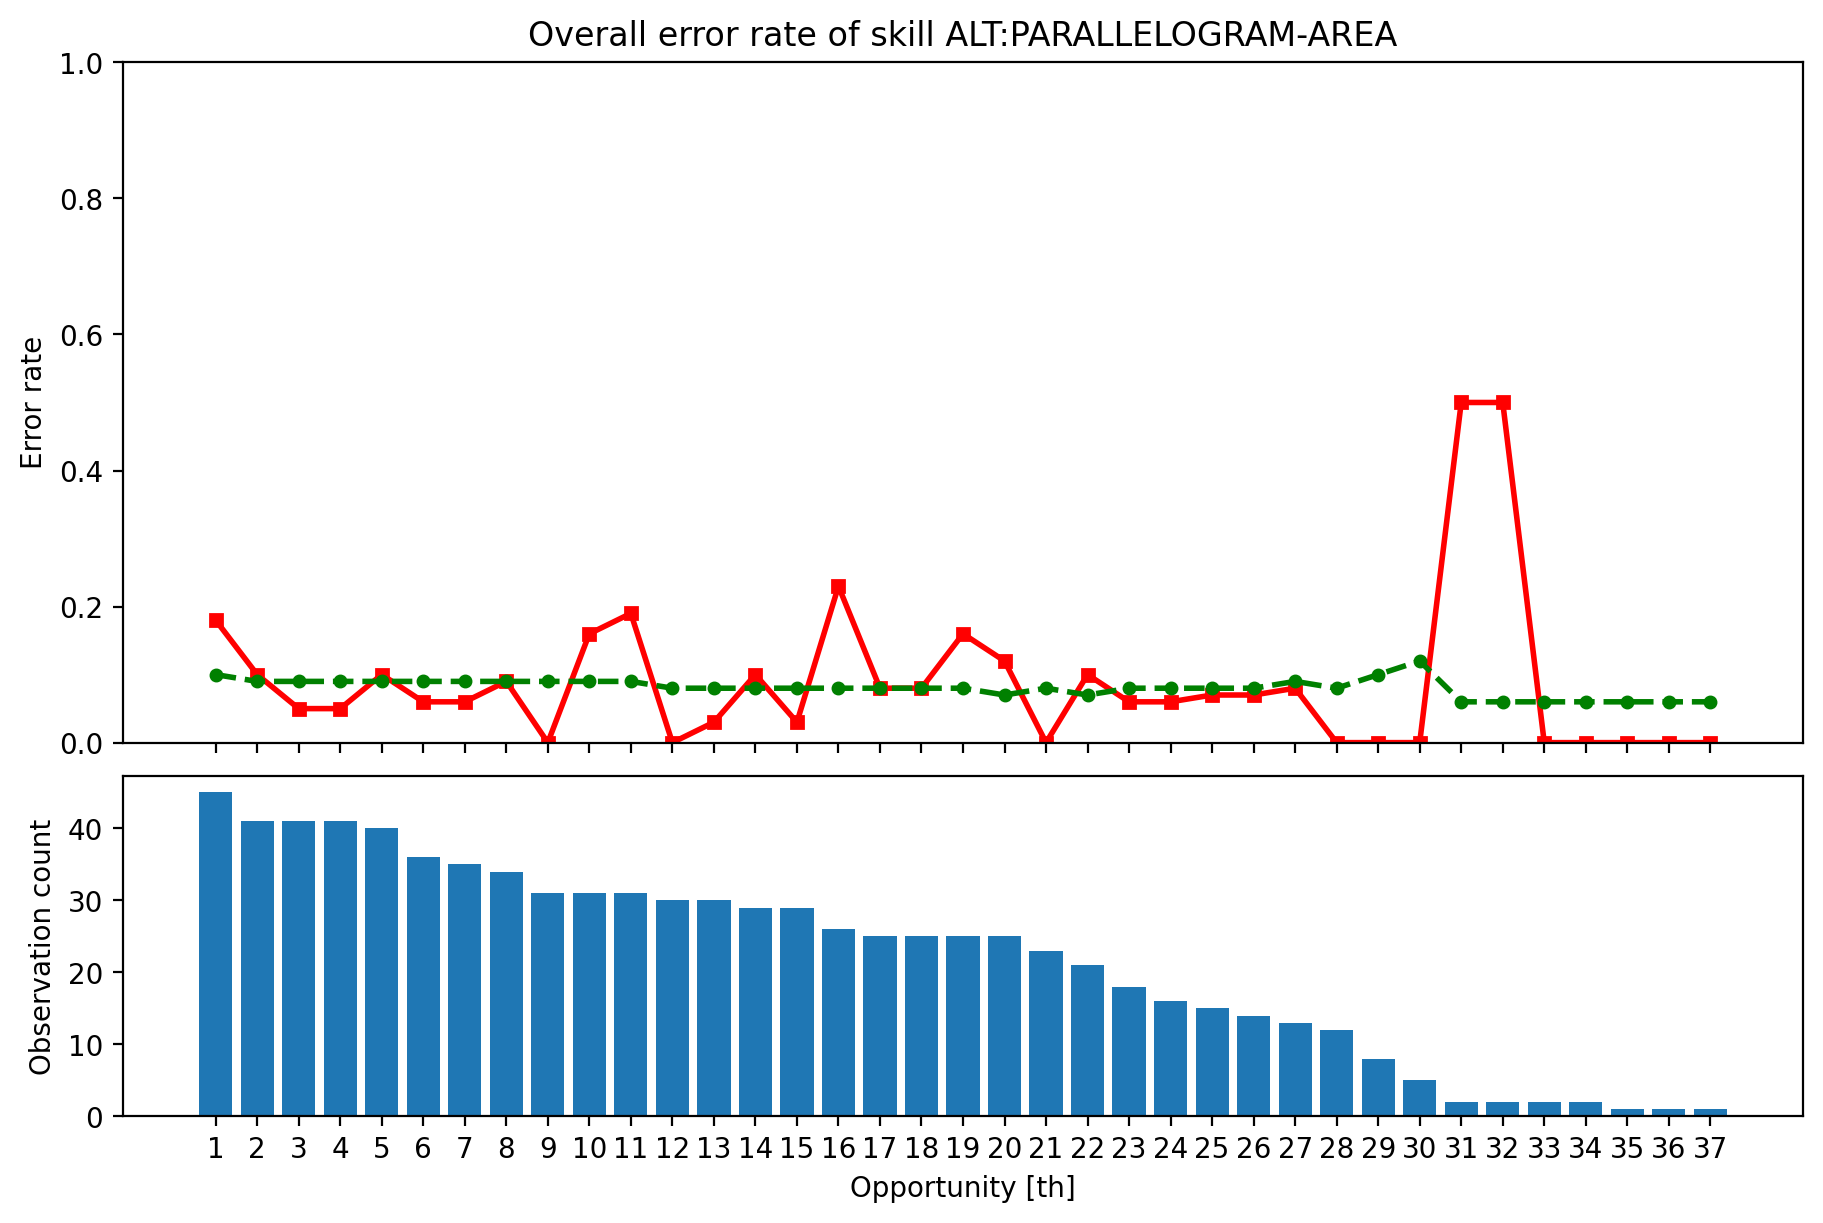 Overall error rate of skill ALT:PARALLELOGRAM-AREA
1.0
0.8
0.6
0.4
0.2
0.0
Error rate
40
30
20
10
0
Observation count
1 2 3 4 5 6 7 8 9 10 11 12 13 14 15 16 17 18 19 20 21 22 23 24 25 26 27 28 29 30 31 32 33 34 35 36 37
Opportunity [th]